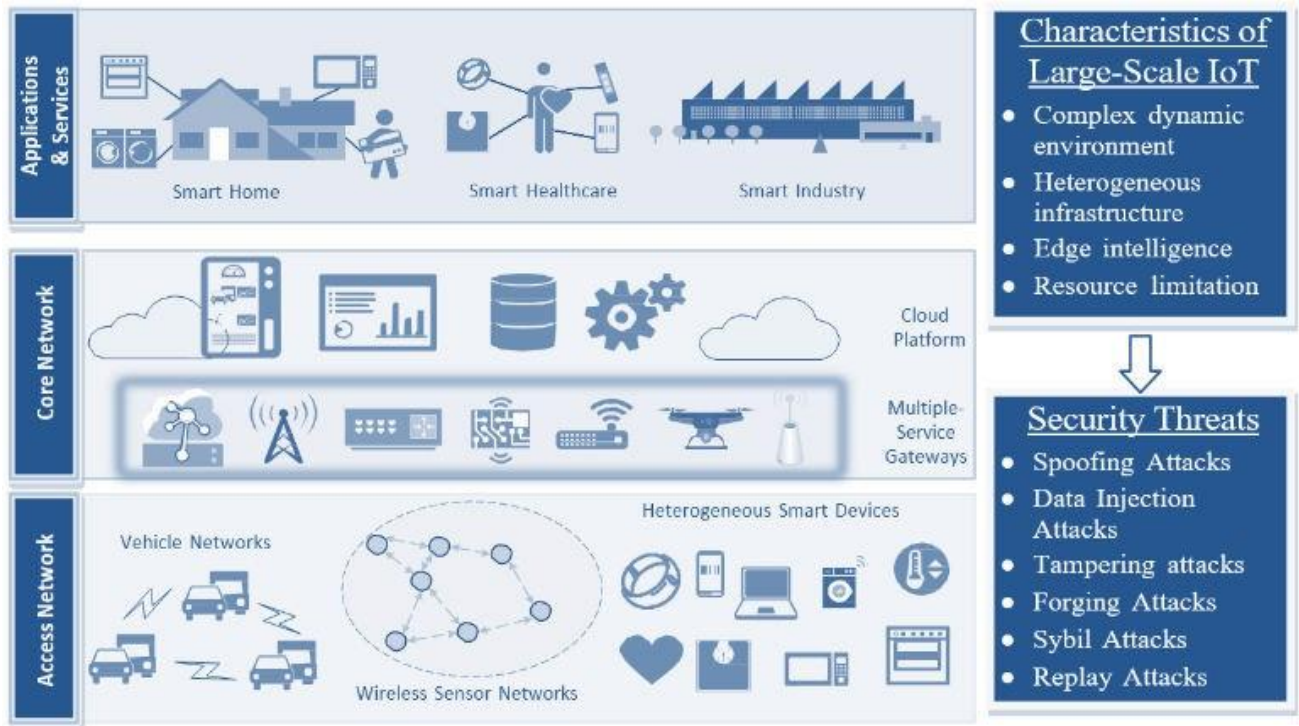 Applications
& Services
Smart Home
Smart Healthcare
Smart Industry
Core Network
Cloud
Platform
Multiple-
Service
Gateways
Access Network
Vehicle Networks
Wireless Sensor Networks
Heterogeneous Smart Devices
Characteristics of
Large-Scale IoT
● Complex dynamic
environment
● Heterogeneous
infrastructure
● Edge intelligence
● Resource limitation
Security Threats
● Spoofing Attacks
● Data Injection
Attacks
● Tampering attacks
● Forging Attacks
● Sybil Attacks
● Replay Attacks